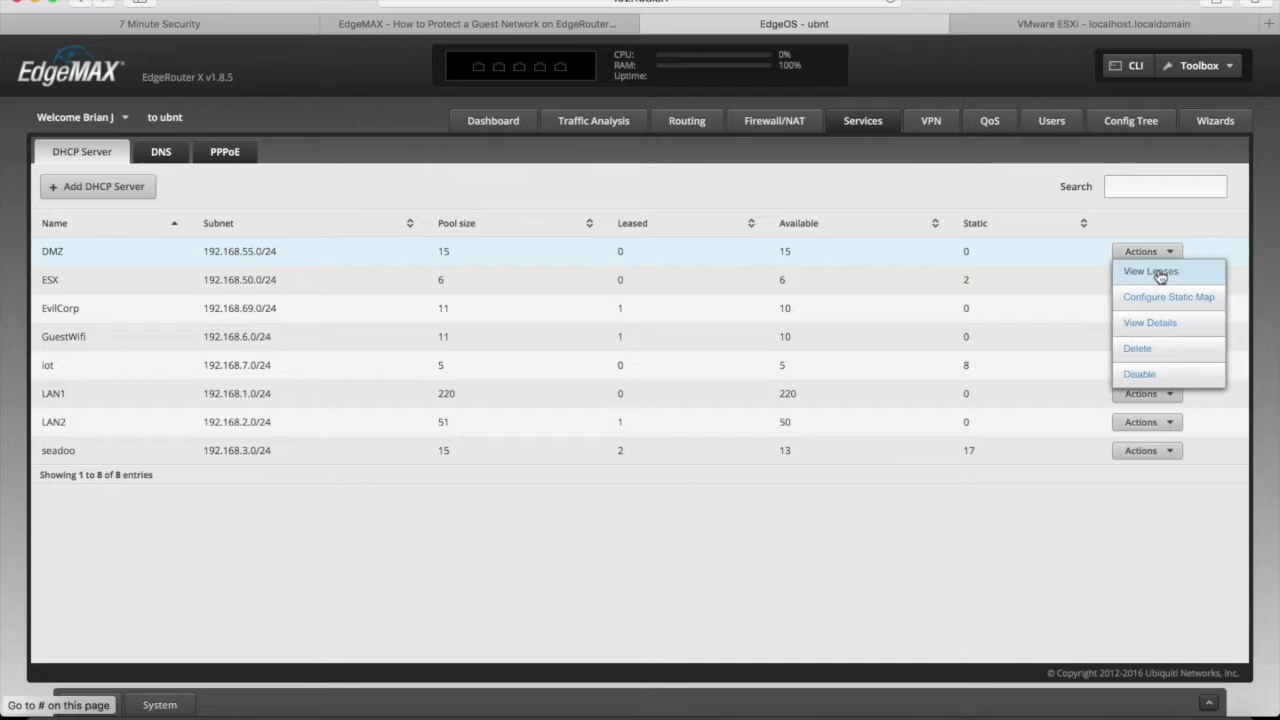 7 Minute Security
EdgeMAX - How to Protect a Guest Network on EdgeRouter...
EdgeOS - ubnt
VMware ESXi - localhost.localdomain
EdgeMAX
EdgeRouter X v1.8.5
CPU: 0%
RAM: 100%
Uptime:
CLI
Toolbox
Welcome Brian J to ubnt
Dashboard Traffic Analysis Routing Firewall/NAT Services VPN QoS Users Config Tree Wizards
DHCP Server DNS PPPoE
+ Add DHCP Server
Search
Name Subnet Pool size Leased Available Static
DMZ 192.168.55.0/24 15 0 15 0 Actions
ESX 192.168.50.0/24 6 0 6 2
EvilCorp 192.168.69.0/24 11 1 10 0
GuestWifi 192.168.6.0/24 11 1 10 0
iot 192.168.7.0/24 5 0 5 8
LAN1 192.168.1.0/24 220 0 220 0 Actions
LAN2 192.168.2.0/24 51 1 50 0 Actions
seadoo 192.168.3.0/24 15 2 13 17 Actions
View Leases
Configure Static Map
View Details
Delete
Disable
Showing 1 to 8 of 8 entries
© Copyright 2012-2016 Ubiquiti Networks, Inc.
Go to # on this page
System